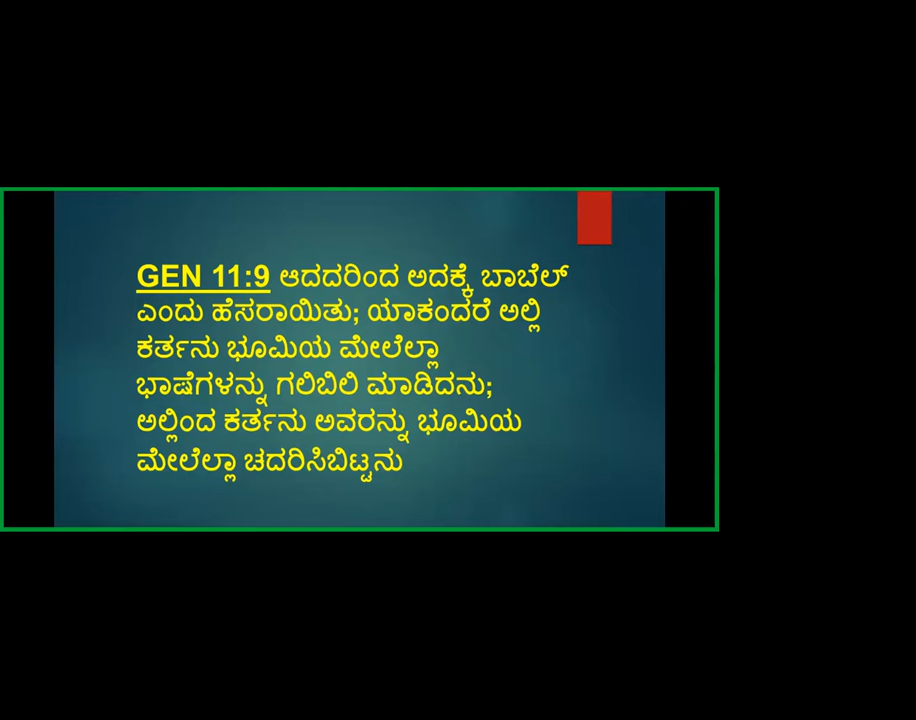 GEN 11:9 ಆದದರಿಂದ ಅದಕ್ಕೆ ಬಾಬೆಲ್
ಎಂದು ಹೆಸರಾಯಿತು; ಯಾಕಂದರೆ ಅಲ್ಲಿ
ಕರ್ತನು ಭೂಮಿಯ ಮೇಲೆಲ್ಲಾ
ಭಾಷೆಗಳನ್ನು ಗಲಿಬಿಲಿ ಮಾಡಿದನು;
ಅಲ್ಲಿಂದ ಕರ್ತನು ಅವರನ್ನು ಭೂಮಿಯ
ಮೇಲೆಲ್ಲಾ ಚದರಿಸಿಬಿಟ್ಟನು